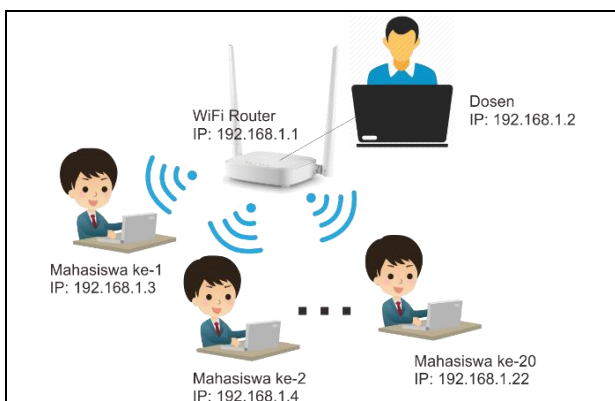 WiFi Router
IP: 192.168.1.1
Dosen
IP: 192.168.1.2
Mahasiswa ke-1
IP: 192.168.1.3
Mahasiswa ke-2
IP: 192.168.1.4
Mahasiswa ke-20
IP: 192.168.1.22